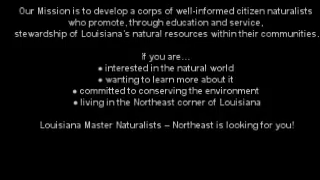 Our Mission is to develop a corps of well-informed citizen naturalists
who promote, through education and service,
stewardship of Louisiana's natural resources within their communities.
If you are...
• interested in the natural world
• wanting to learn more about it
• committed to conserving the environment
• living in the Northeast corner of Louisiana
Louisiana Master Naturalists – Northeast is looking for you!